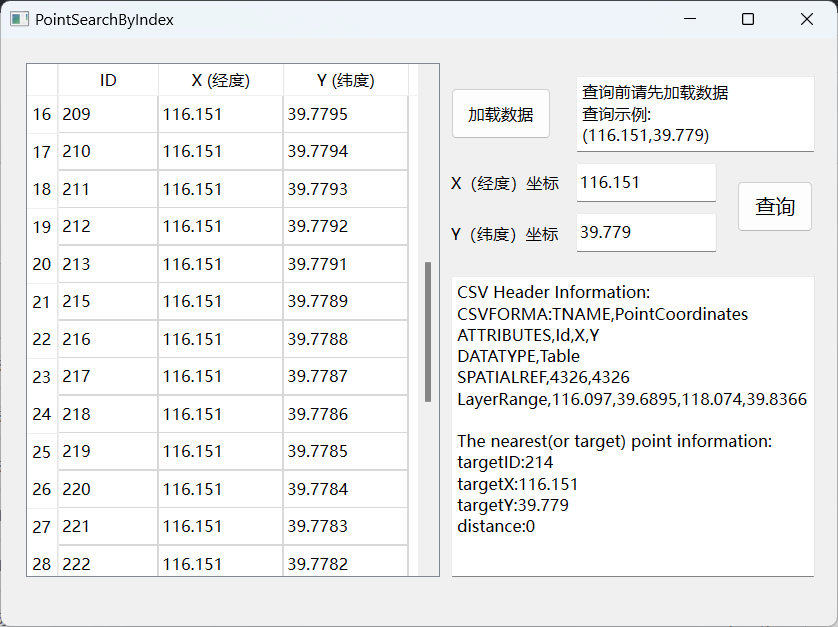 PointSearchByIndex
ID X (经度) Y (纬度)
16 209 116.151 39.7795
17 210 116.151 39.7794
18 211 116.151 39.7793
19 212 116.151 39.7792
20 213 116.151 39.7791
21 215 116.151 39.7789
22 216 116.151 39.7788
23 217 116.151 39.7787
24 218 116.151 39.7786
25 219 116.151 39.7785
26 220 116.151 39.7784
27 221 116.151 39.7783
28 222 116.151 39.7782
加载数据
查询前请先加载数据
查询示例:
(116.151,39.779)
X（经度）坐标 116.151
Y（纬度）坐标 39.779
查询
CSV Header Information:
CSVFORMA:TNAME,PointCoordinates
ATTRIBUTES,Id,X,Y
DATATYPE,Table
SPATIALREF,4326,4326
LayerRange,116.097,39.6895,118.074,39.8366
The nearest(or target) point information:
targetID:214
targetX:116.151
targetY:39.779
distance:0